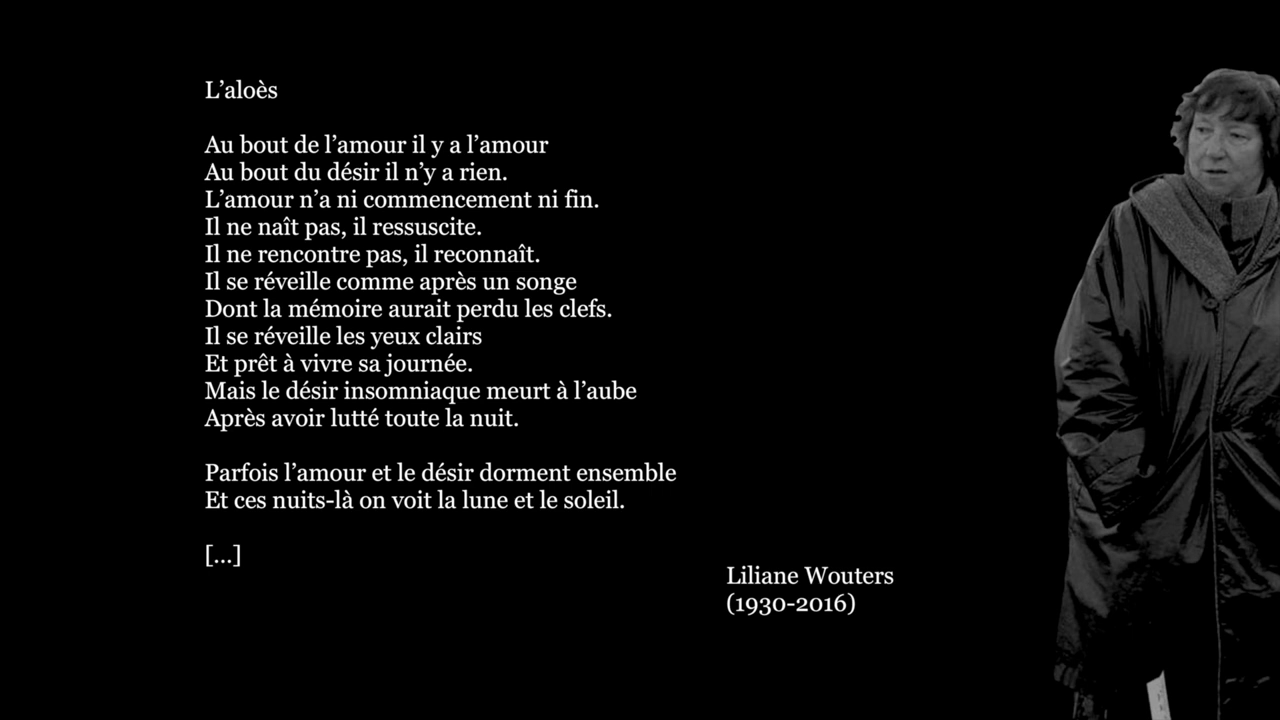 L’aloès
Au bout de l’amour il y a l’amour
Au bout du désir il n’y a rien.
L’amour n’a ni commencement ni fin.
Il ne naît pas, il ressuscite.
Il ne rencontre pas, il reconnaît.
Il se réveille comme après un songe
Dont la mémoire aurait perdu les clefs.
Il se réveille les yeux clairs
Et prêt à vivre sa journée.
Mais le désir insomniaque meurt à l’aube
Après avoir lutté toute la nuit.
Parfois l’amour et le désir dorment ensemble
Et ces nuits-là on voit la lune et le soleil.
[...]
Liliane Wouters
(1930-2016)